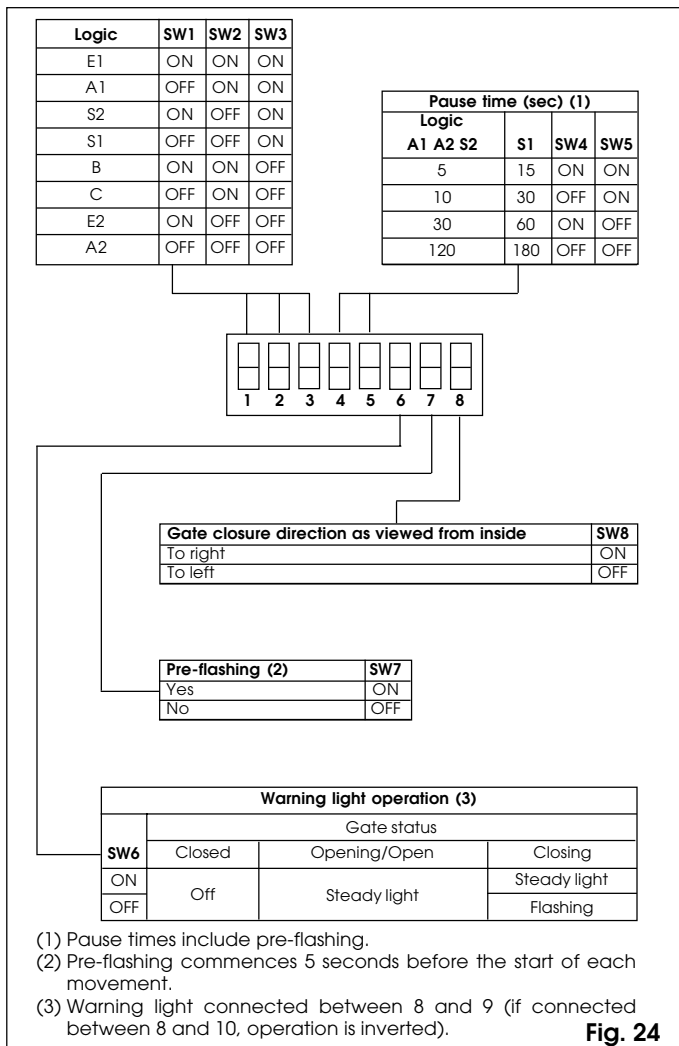 Logic SW1 SW2 SW3
E1 ON ON ON
A1 OFF ON ON
S2 ON OFF ON
S1 OFF OFF ON
B ON ON OFF
C OFF ON OFF
E2 ON OFF OFF
A2 OFF OFF OFF
Pause time (sec) (1)
Logic
A1 A2 S2 S1 SW4 SW5
5 15 ON ON
10 30 OFF ON
30 60 ON OFF
120 180 OFF OFF
1 2 3 4 5 6 7 8
Gate closure direction as viewed from inside SW8
To right ON
To left OFF
Pre-flashing (2) SW7
Yes ON
No OFF
Warning light operation (3)
Gate status
SW6 Closed Opening/Open Closing
ON Steady light
Off Steady light
OFF Flashing
(1) Pause times include pre-flashing.
(2) Pre-flashing commences 5 seconds before the start of each
movement.
(3) Warning light connected between 8 and 9 (if connected
between 8 and 10, operation is inverted).
Fig. 24